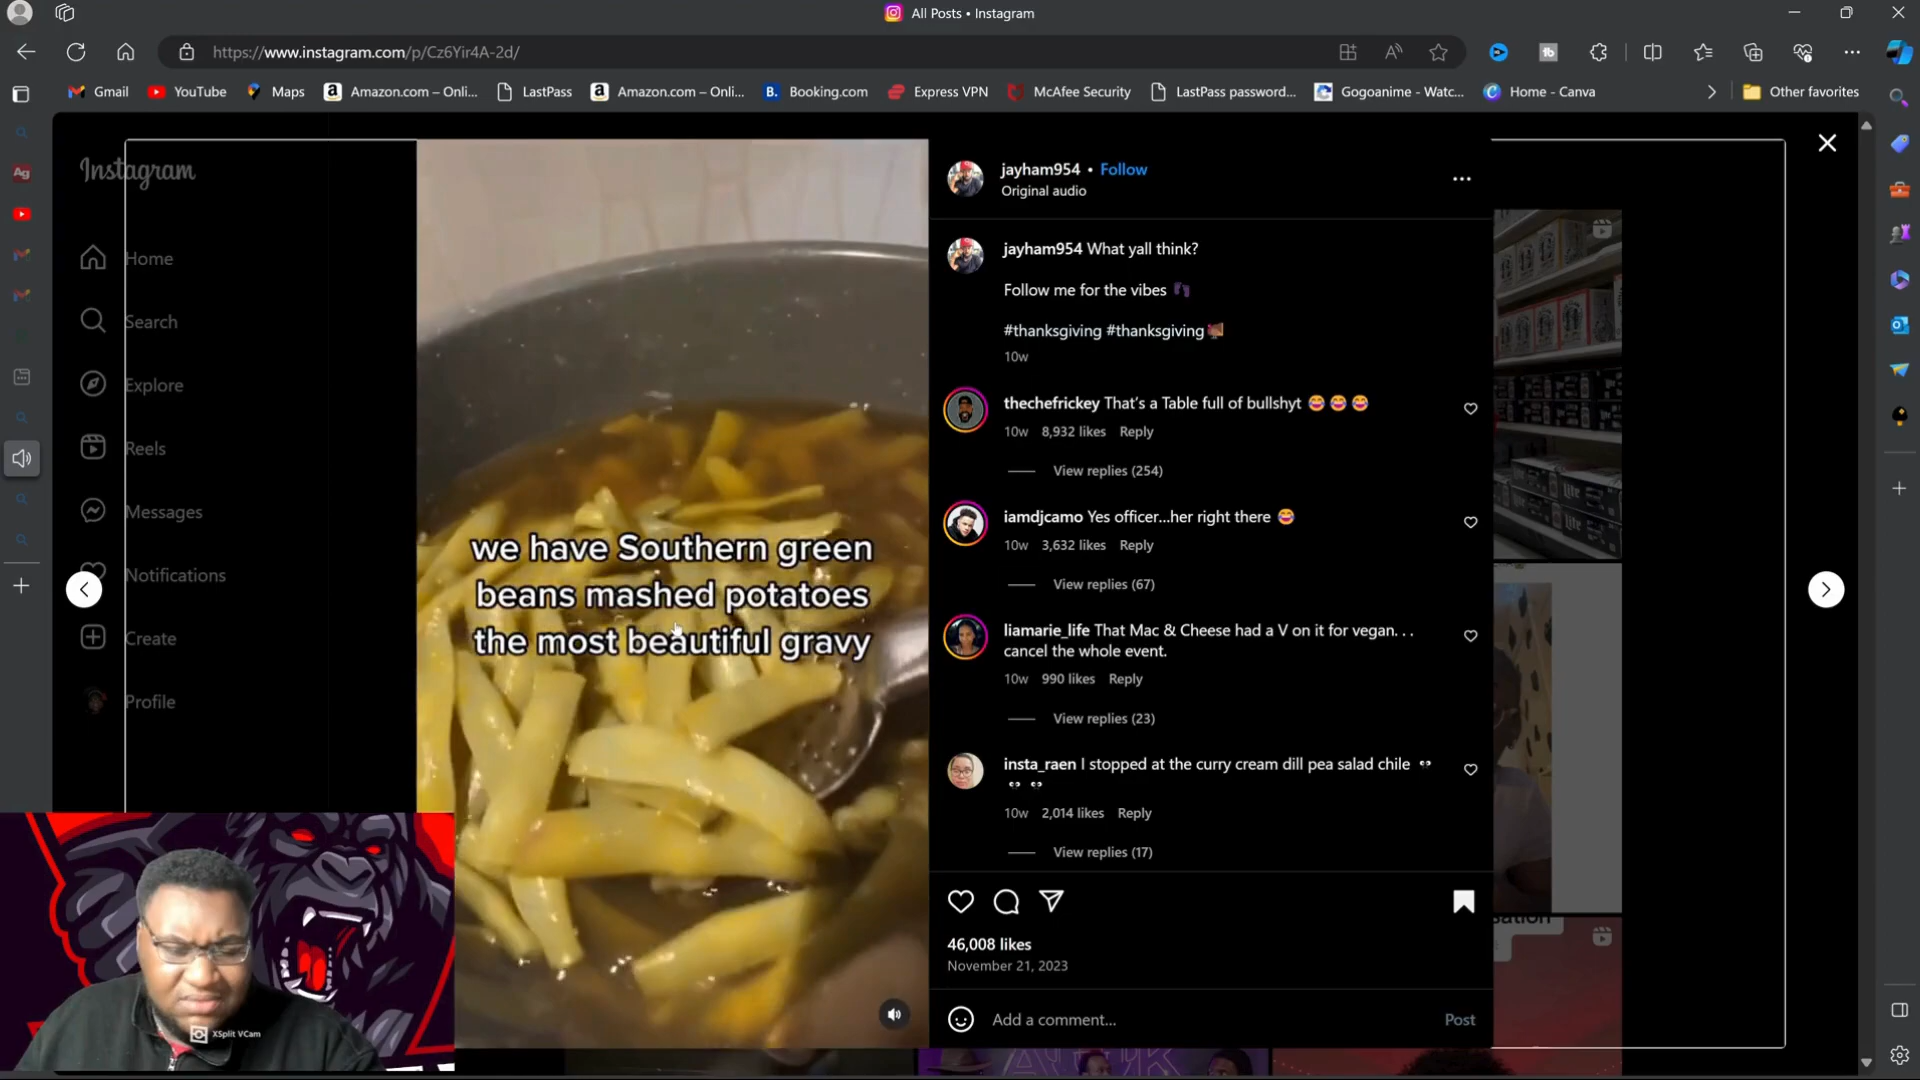 All Posts • Instagram
https://www.instagram.com/p/Cz6Yir4A-2d/
Gmail
YouTube
Maps
Amazon.com – Onli...
LastPass
Amazon.com – Onli...
Booking.com
Express VPN
McAfee Security
LastPass password...
Gogoanime - Watc...
Home - Canva
Other favorites
Instagram
Home
Search
Explore
Reels
Messages
Notifications
Create
Profile
we have Southern green
beans mashed potatoes
the most beautiful gravy
jayham954 • Follow
Original audio
jayham954 What yall think?
Follow me for the vibes 👣
#thanksgiving #thanksgiving🦃
10w
thechefrickey That's a Table full of bullshyt 😂 😂 😂
10w 8,932 likes Reply
View replies (254)
iamdjcamo Yes officer...her right there 😂
10w 3,632 likes Reply
View replies (67)
liamarie_life That Mac & Cheese had a V on it for vegan. . .
cancel the whole event.
10w 990 likes Reply
View replies (23)
insta_raen I stopped at the curry cream dill pea salad chile 👀
👀 👀
10w 2,014 likes Reply
View replies (17)
46,008 likes
November 21, 2023
Add a comment...
Post
XSplit VCam